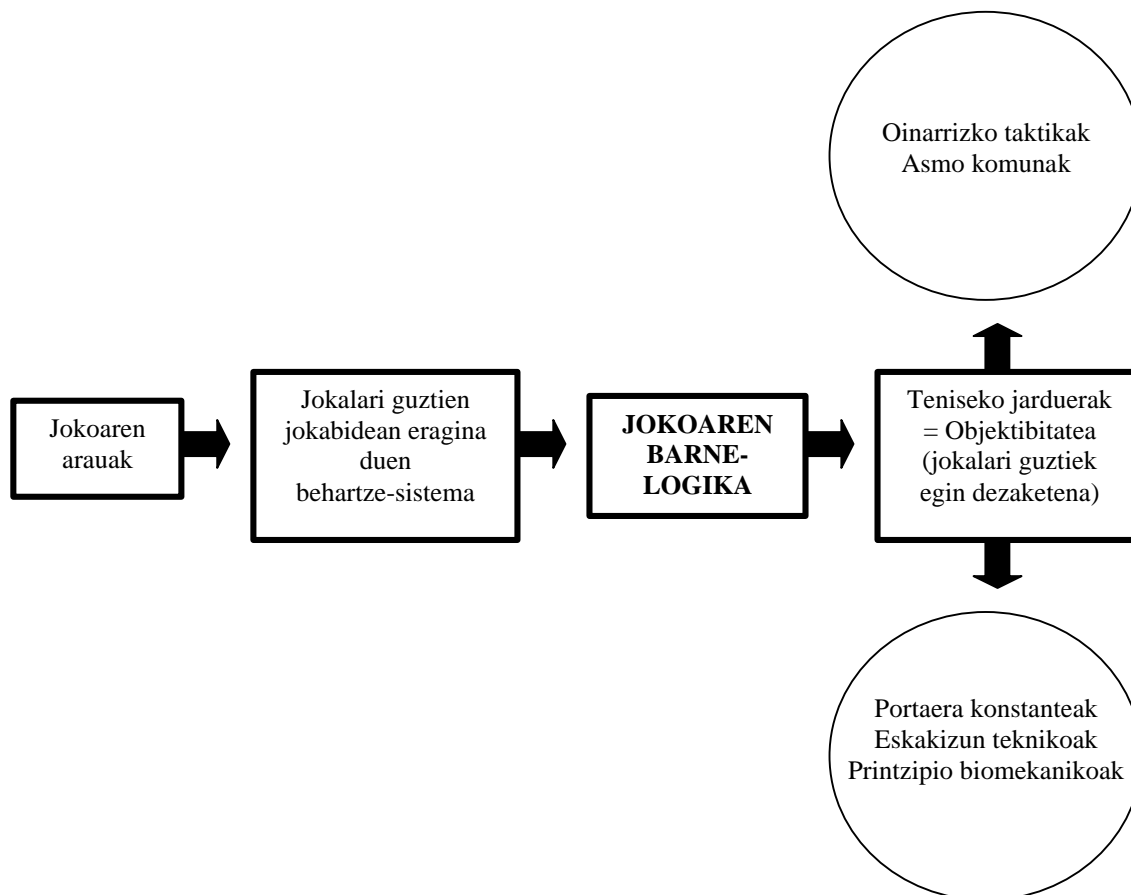 Oinarrizko taktikak
Asmo komunak
Jokoaren
arauak
Jokalari guztien
jokabidean eragina
duen
behartze-sistema
JOKOAREN
BARNE-
LOGIKA
Teniseko jarduerak
= Objektibitatea
(jokalari guztiek
egin dezaketena)
Portaera konstanteak
Eskakizun teknikoak
Printzipio biomekanikoak